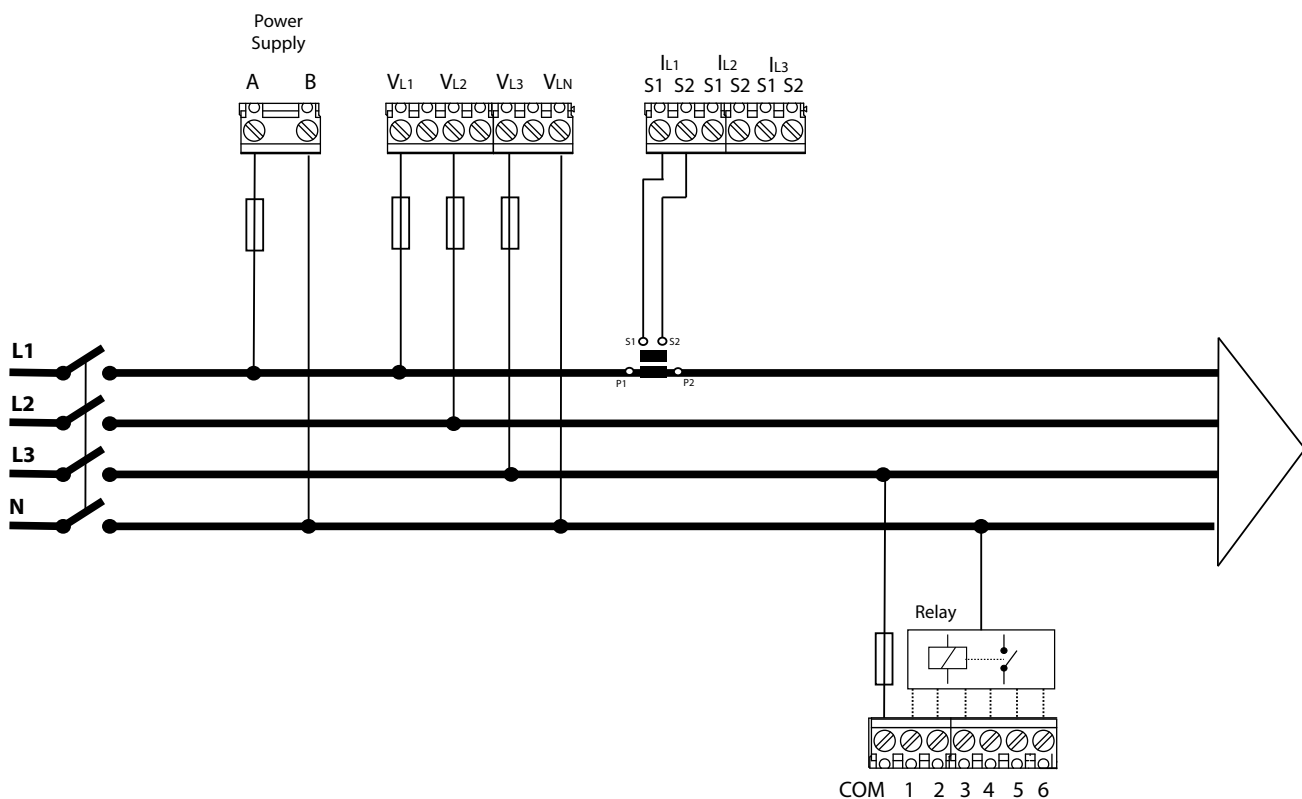 Power
Supply
A B
VL1 VL2 VL3 VLN
IL1 IL2 IL3
S1 S2 S1 S2 S1 S2
S1 S2
L1
P1 P2
L2
L3
N
Relay
COM 1 2 3 4 5 6